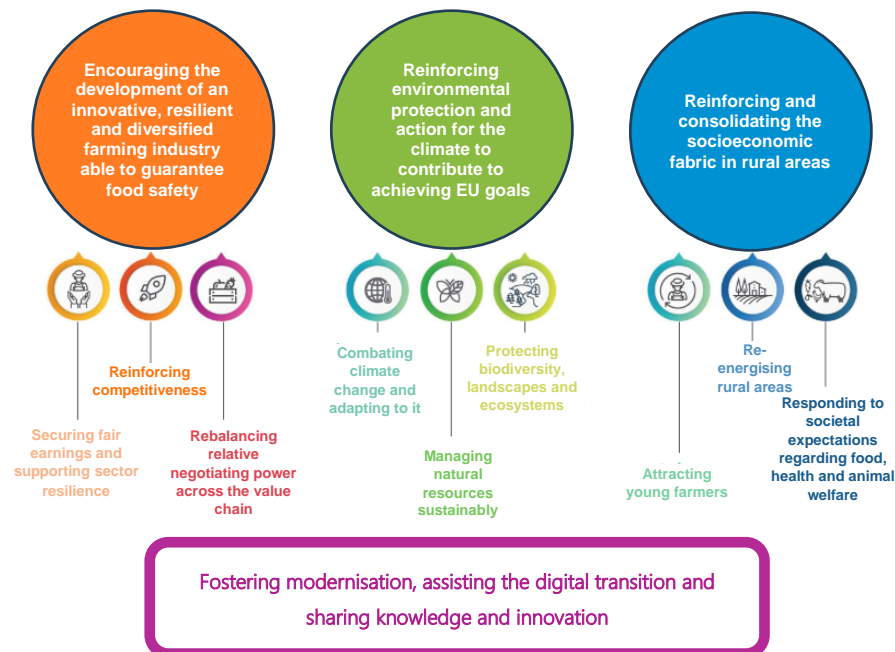 Encouraging the
development of an
innovative, resilient
and diversified
farming industry
able to guarantee
food safety
Reinforcing
environmental
protection and
action for the
climate to
contribute to
achieving EU goals
Reinforcing and
consolidating the
socioeconomic
fabric in rural areas
Securing fair
earnings and
supporting sector
resilience
Reinforcing
competitiveness
Rebalancing
relative
negotiating power
across the value
chain
Combating
climate
change and
adapting to it
Managing
natural
resources
sustainably
Protecting
biodiversity,
landscapes and
ecosystems
Attracting
young farmers
Re-
energising
rural areas
Responding to
societal
expectations
regarding food,
health and animal
welfare
Fostering modernisation, assisting the digital transition and
sharing knowledge and innovation